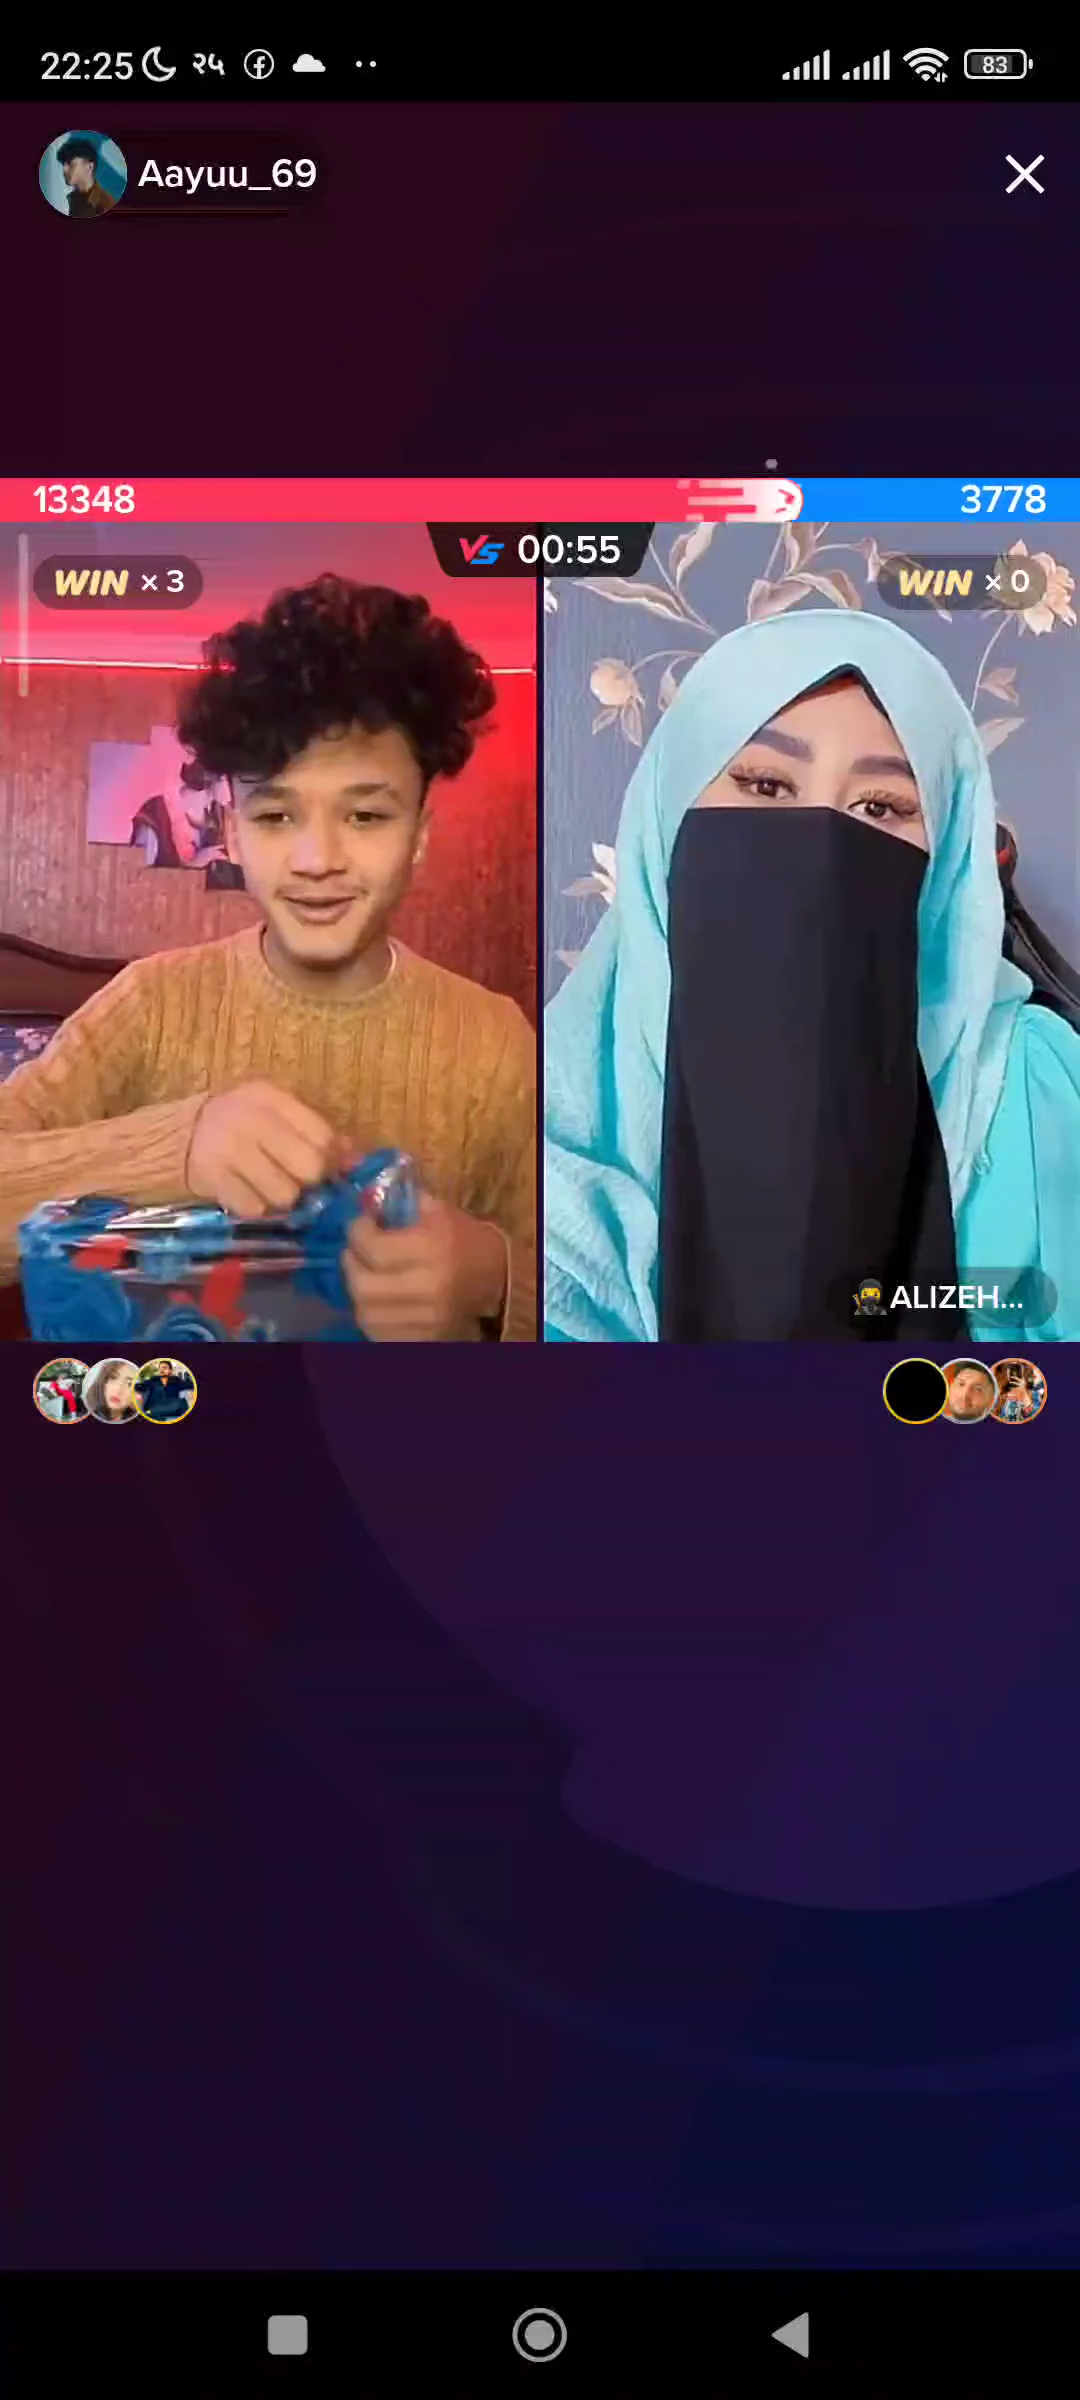 22:25 २५
83
Aayuu_69
13348
3778
VS 00:55
WIN × 3
WIN × 0
ALIZEH...